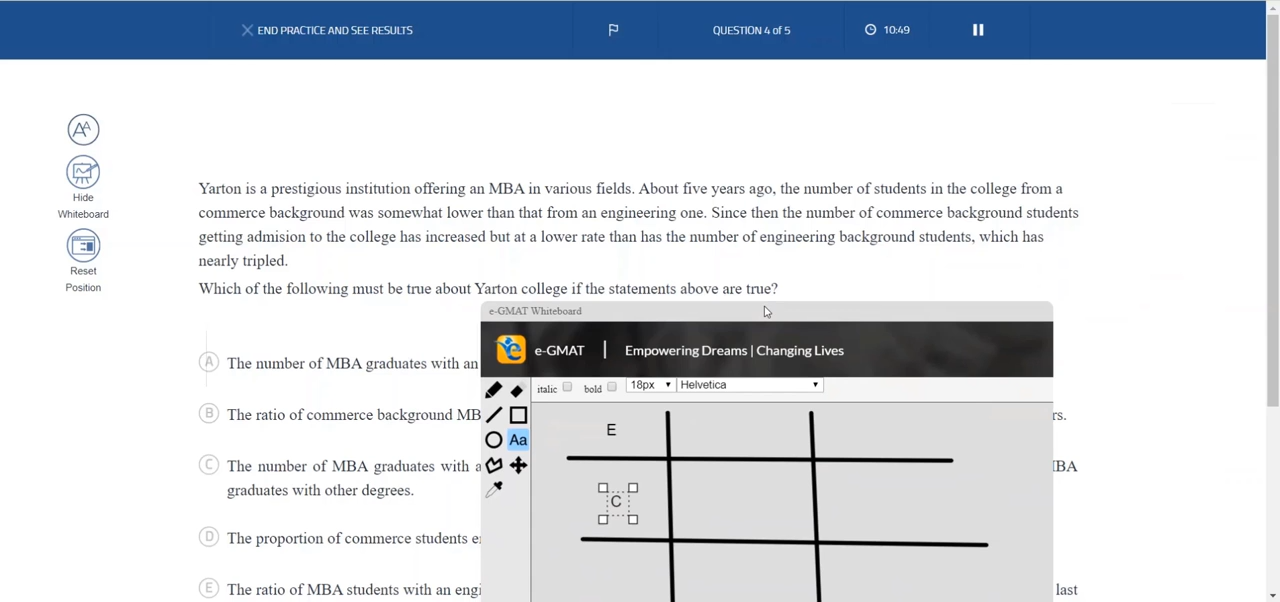 END PRACTICE AND SEE RESULTS
QUESTION 4 of 5
10:49
AA
Hide
Whiteboard
Reset
Position
Yarton is a prestigious institution offering an MBA in various fields. About five years ago, the number of students in the college from a
commerce background was somewhat lower than that from an engineering one. Since then the number of commerce background students
getting admision to the college has increased but at a lower rate than has the number of engineering background students, which has
nearly tripled.
Which of the following must be true about Yarton college if the statements above are true?
A The number of MBA graduates with an
B The ratio of commerce background MB
rs.
C The number of MBA graduates with a
IBA
graduates with other degrees.
D The proportion of commerce students e
E The ratio of MBA students with an engi
last
e-GMAT Whiteboard
e-GMAT | Empowering Dreams | Changing Lives
italic bold 18px Helvetica
Aa
E
C